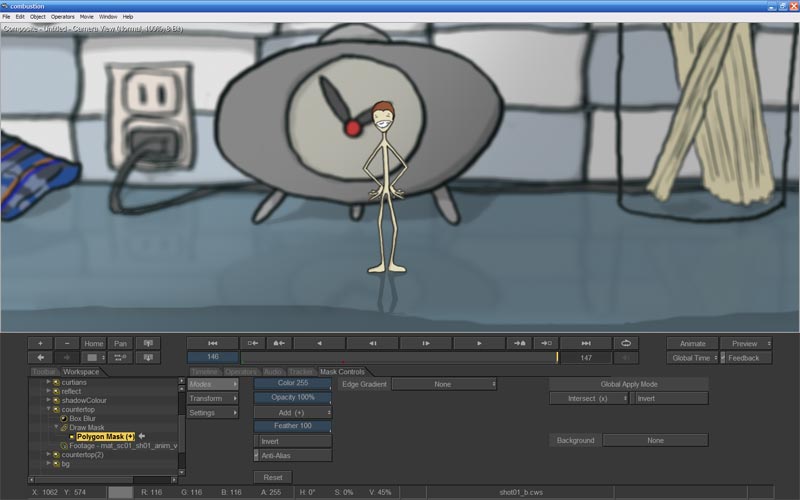 combustion
File Edit Object Operators Movie Window Help
Composite - Untitled - Camera View (Normal, 100%, 8-Bit)
+ − Home Pan
Animate Preview
146 147 Global Time Feedback
Toolbar Workspace Timeline Operators Audio Tracker Mask Controls
curtians
reflect
shadowColour
countertop
Box Blur
Draw Mask
Polygon Mask (+)
Footage - mat_sc01_sh01_anim_v
countertop(2)
bg
Modes
Transform
Settings
Color 255
Opacity 100%
Add (+)
Feather 100
Invert
Anti-Alias
Reset
Edge Gradient None
Global Apply Mode
Intersect (x) Invert
Background None
X: 1062 Y: 574 R: 116 G: 116 B: 116 A: 255 H: 0° S: 0% V: 45% shot01_b.cws